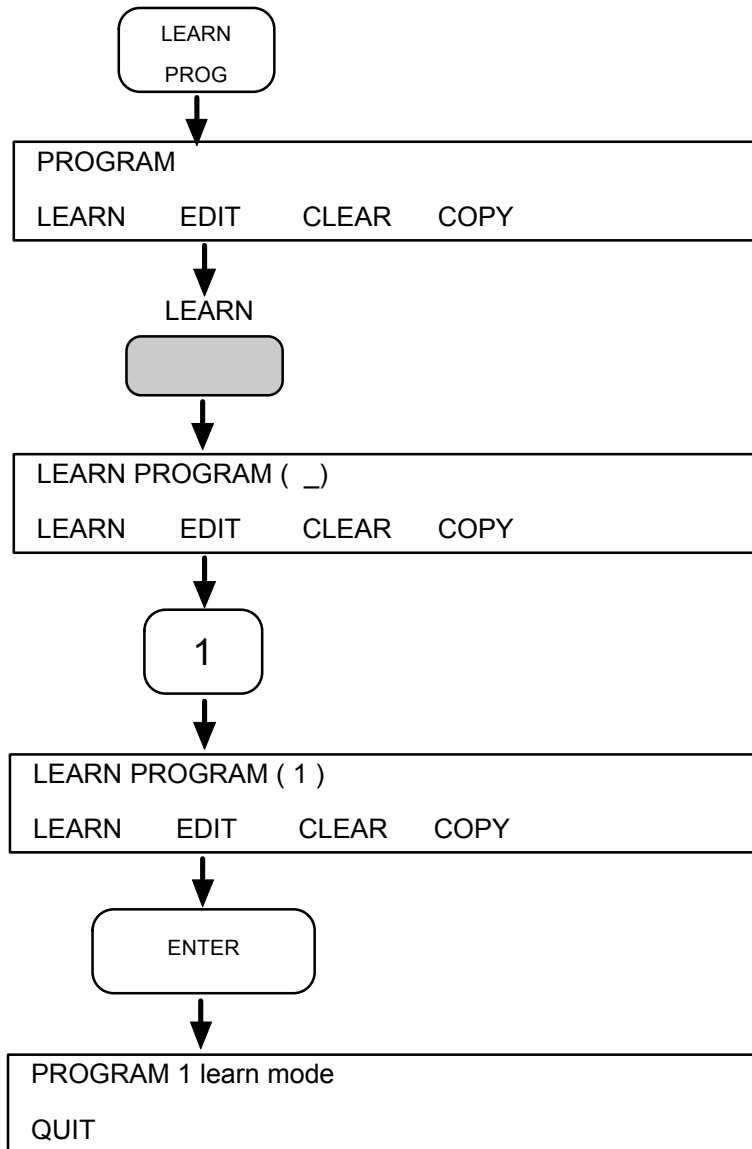 LEARN
PROG
PROGRAM
LEARN EDIT CLEAR COPY
LEARN
LEARN PROGRAM ( _)
LEARN EDIT CLEAR COPY
1
LEARN PROGRAM ( 1 )
LEARN EDIT CLEAR COPY
ENTER
PROGRAM 1 learn mode
QUIT